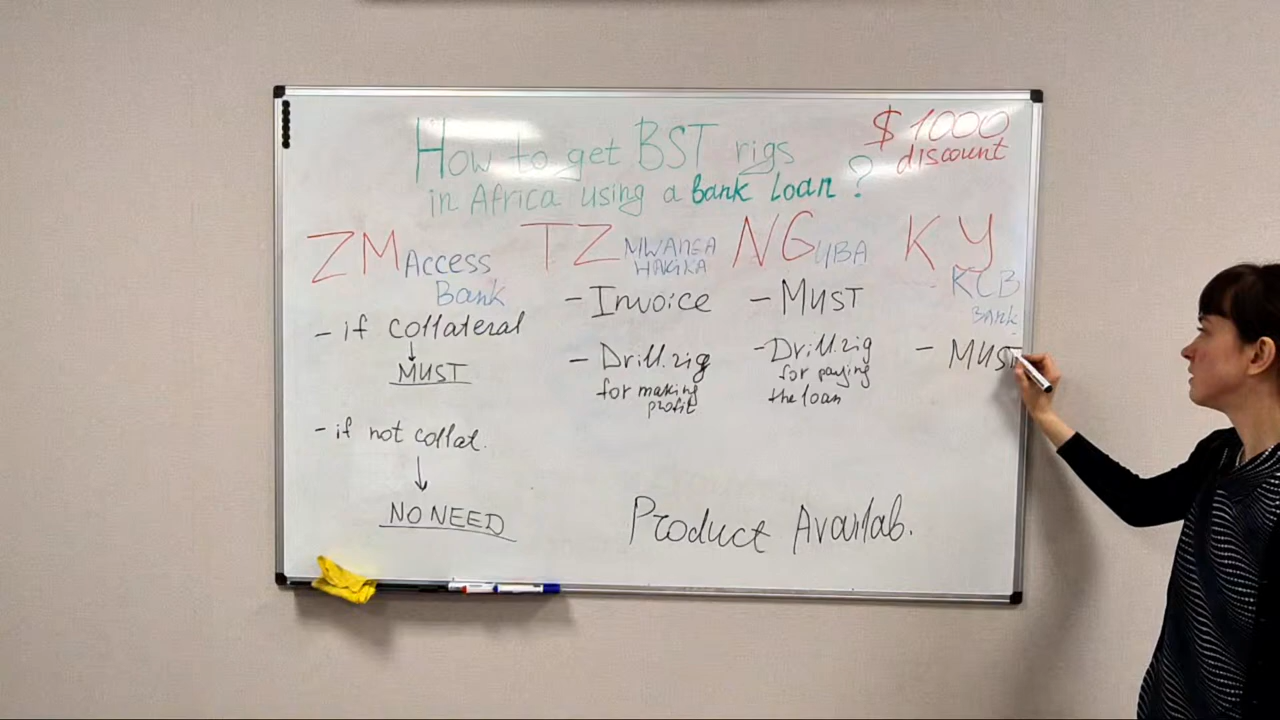 How to get BST rigs
in Africa using a bank loan?
$1000
discount
ZM Access
Bank
- if collateral
MUST
- if not collat.
NO NEED
TZ MWANGA
HAKIKA
- Invoice
- Drill.rig
for making
profit
NG UBA
- MUST
- Drill.rig
for paying
the loan
KY
KCB
BANK
- MUST
Product Availab.